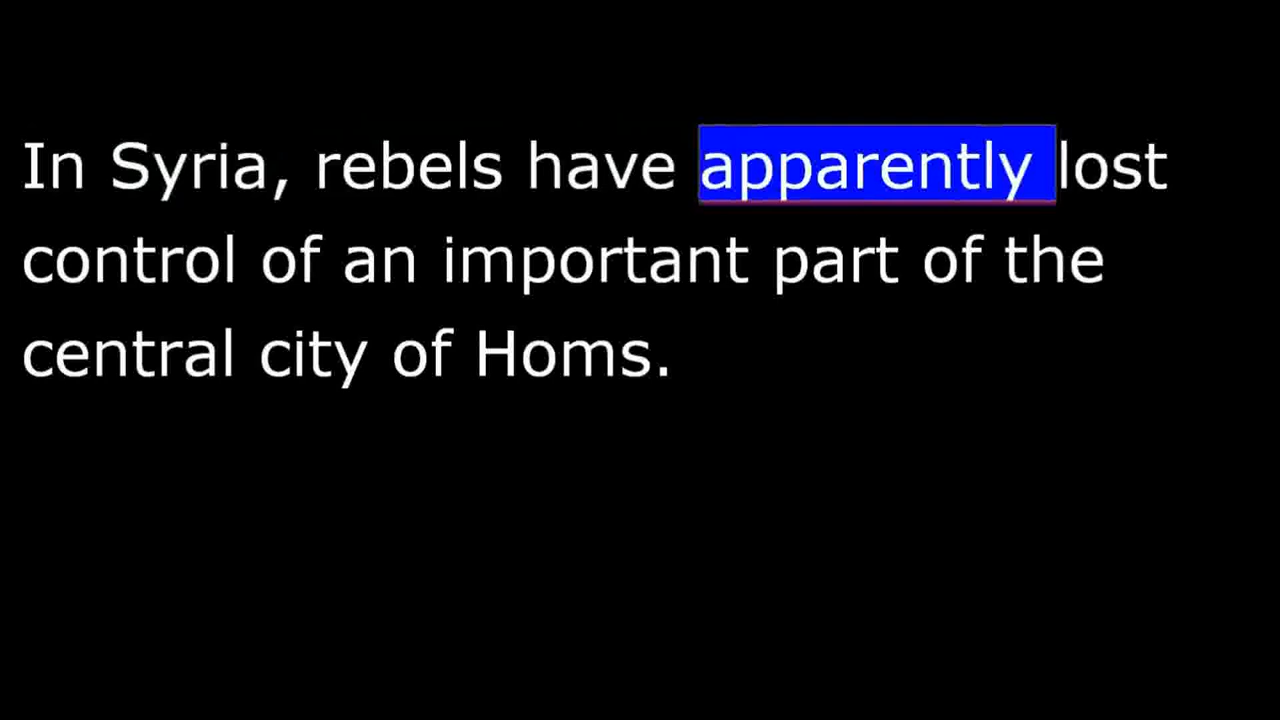 In Syria, rebels have apparently lost
control of an important part of the
central city of Homs.